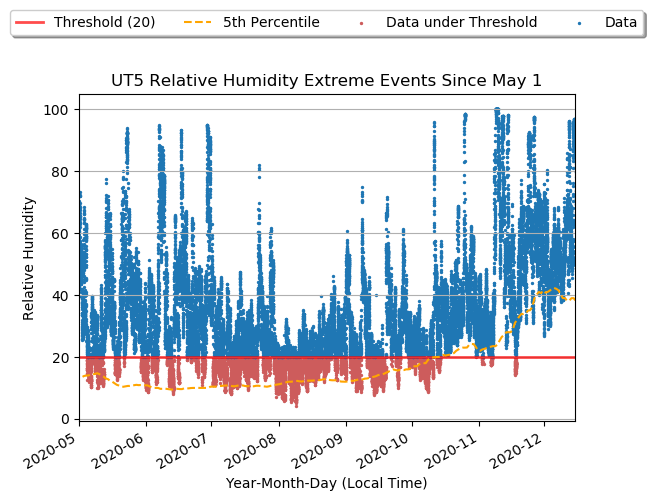 Threshold (20) 5th Percentile Data under Threshold Data
UT5 Relative Humidity Extreme Events Since May 1
100
80
60
40
20
0
Relative Humidity
2020-05 2020-06 2020-07 2020-08 2020-09 2020-10 2020-11 2020-12
Year-Month-Day (Local Time)